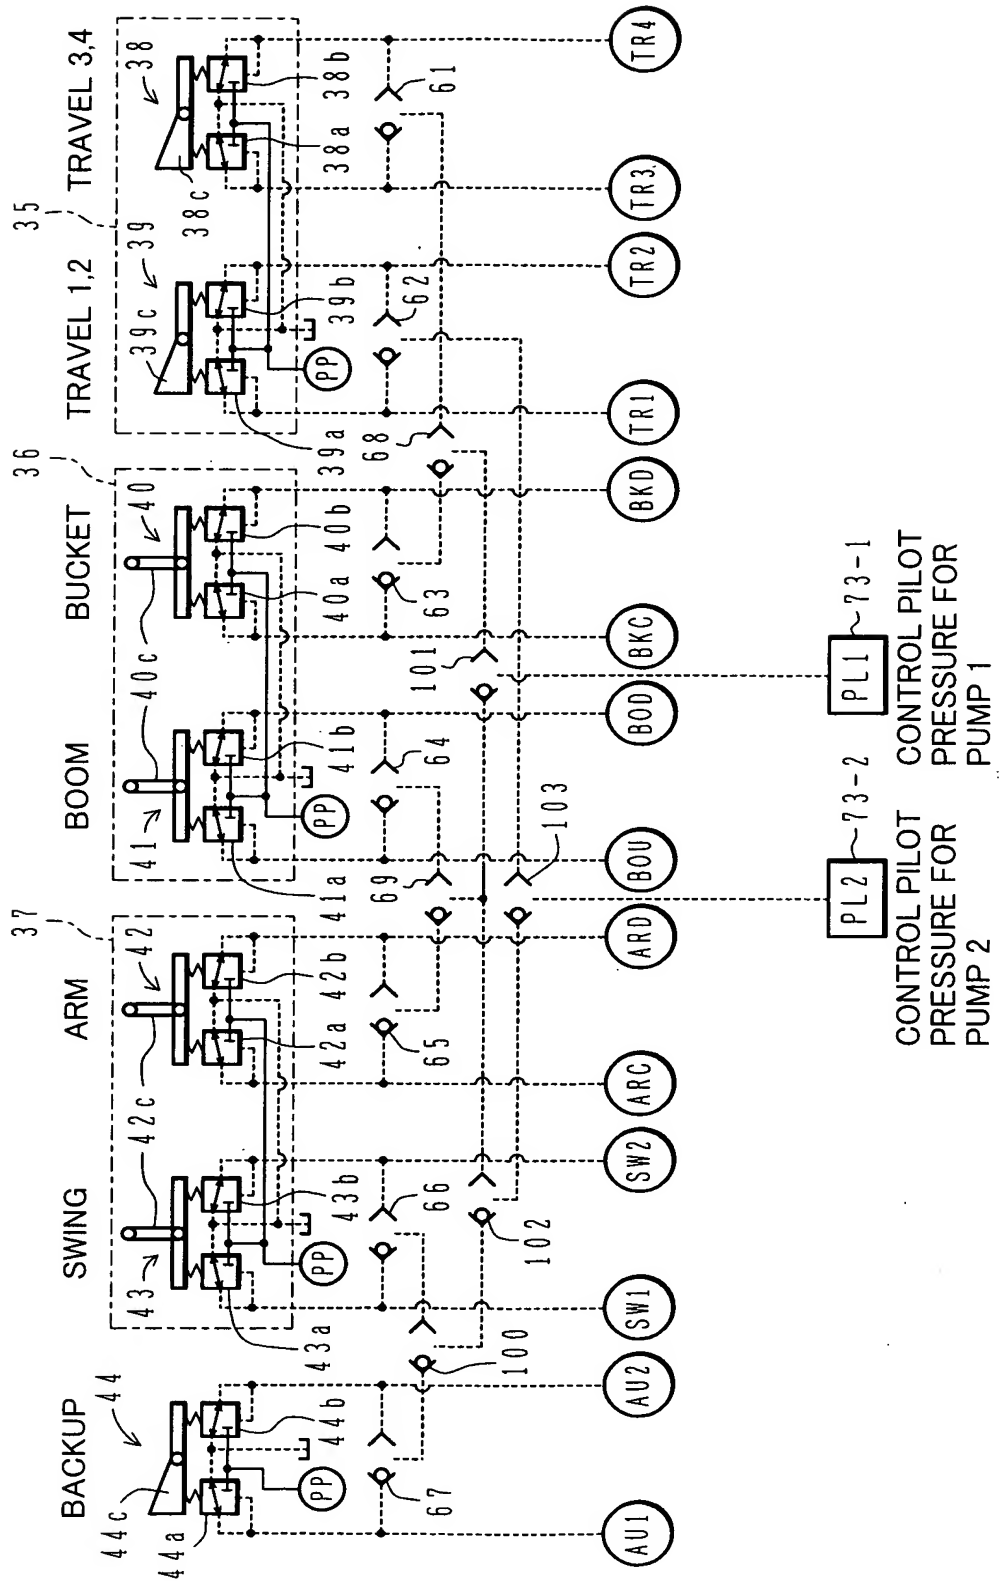 BACKUP
44
44c
44a
44b
PP
67
AU1
AU2
100
37
SWING
ARM
43
42c
42
43a
43b
42a
42b
PP
66
65
102
SW1
SW2
ARC
ARD
36
BOOM
BUCKET
41
40c
40
41a
41b
40a
40b
PP
69
64
63
101
103
BOU
BOD
BKC
BKD
35
TRAVEL 1,2
TRAVEL 3,4
39c
39
38c
38
39a
39b
38a
38b
PP
68
62
61
TR1
TR2
TR3
TR4
PL2
73-2
CONTROL PILOT
PRESSURE FOR
PUMP 2
PL1
73-1
CONTROL PILOT
PRESSURE FOR
PUMP 1